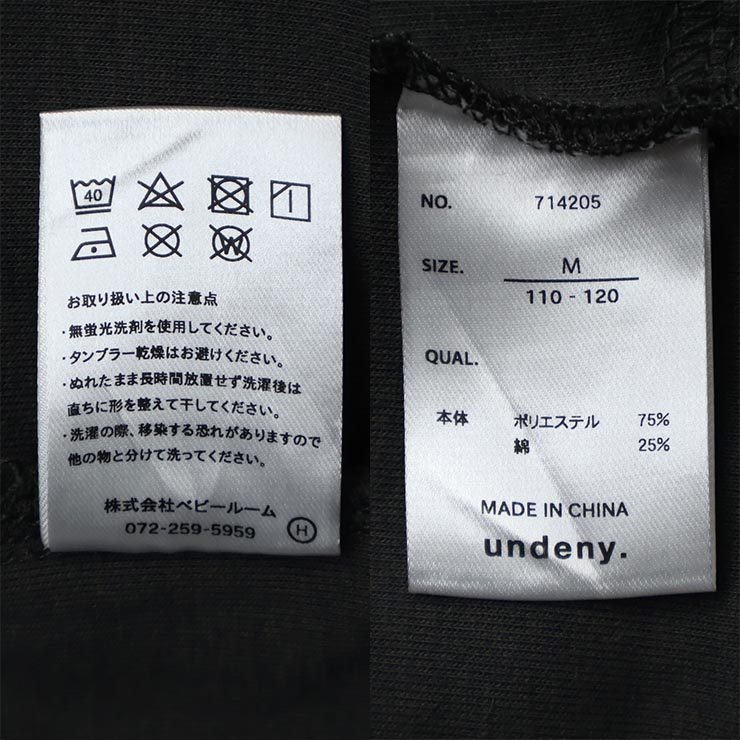 40
W
お取り扱い上の注意点
・無蛍光洗剤を使用してください。
・タンブラー乾燥はお避けください。
・ぬれたまま長時間放置せず洗濯後は
直ちに形を整えて干してください。
・洗濯の際、移染する恐れがありますので
他の物と分けて洗ってください。
株式会社ベビールーム
072-259-5959
H
NO. 714205
SIZE. M
110 - 120
QUAL.
本体 ポリエステル 75%
綿 25%
MADE IN CHINA
undeny.